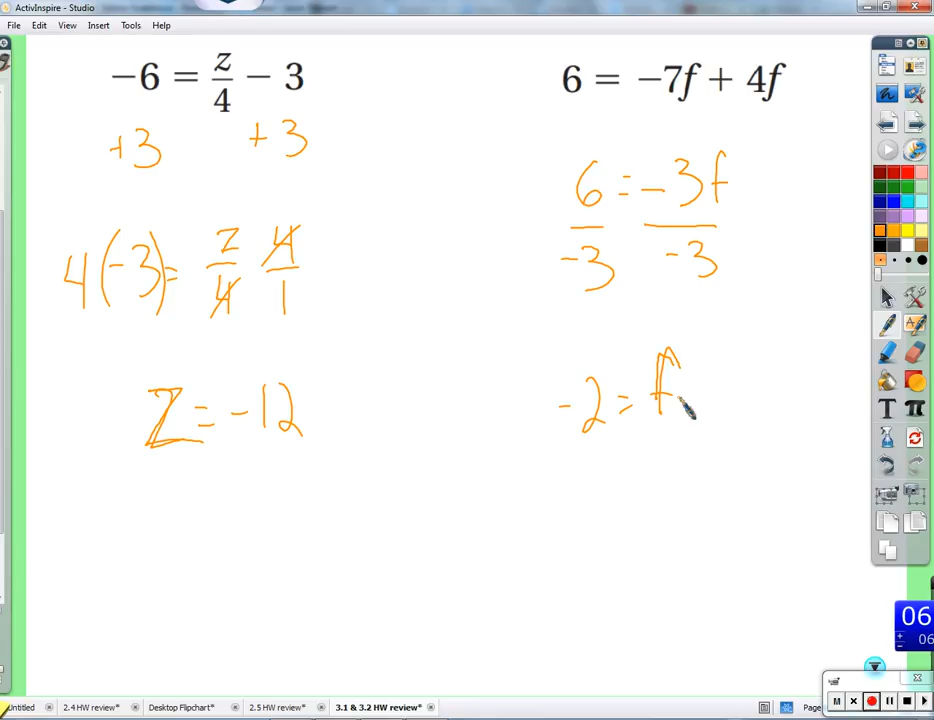 ActivInspire - Studio
File Edit View Insert Tools Help
−6 = z/4 − 3
+3 +3
4(-3) = z/4 4/1
z = -12
6 = −7f + 4f
6 = -3f
-3 -3
-2 = f
06
06
Untitled 2.4 HW review* Desktop Flipchart* 2.5 HW review* 3.1 & 3.2 HW review*
Page
M